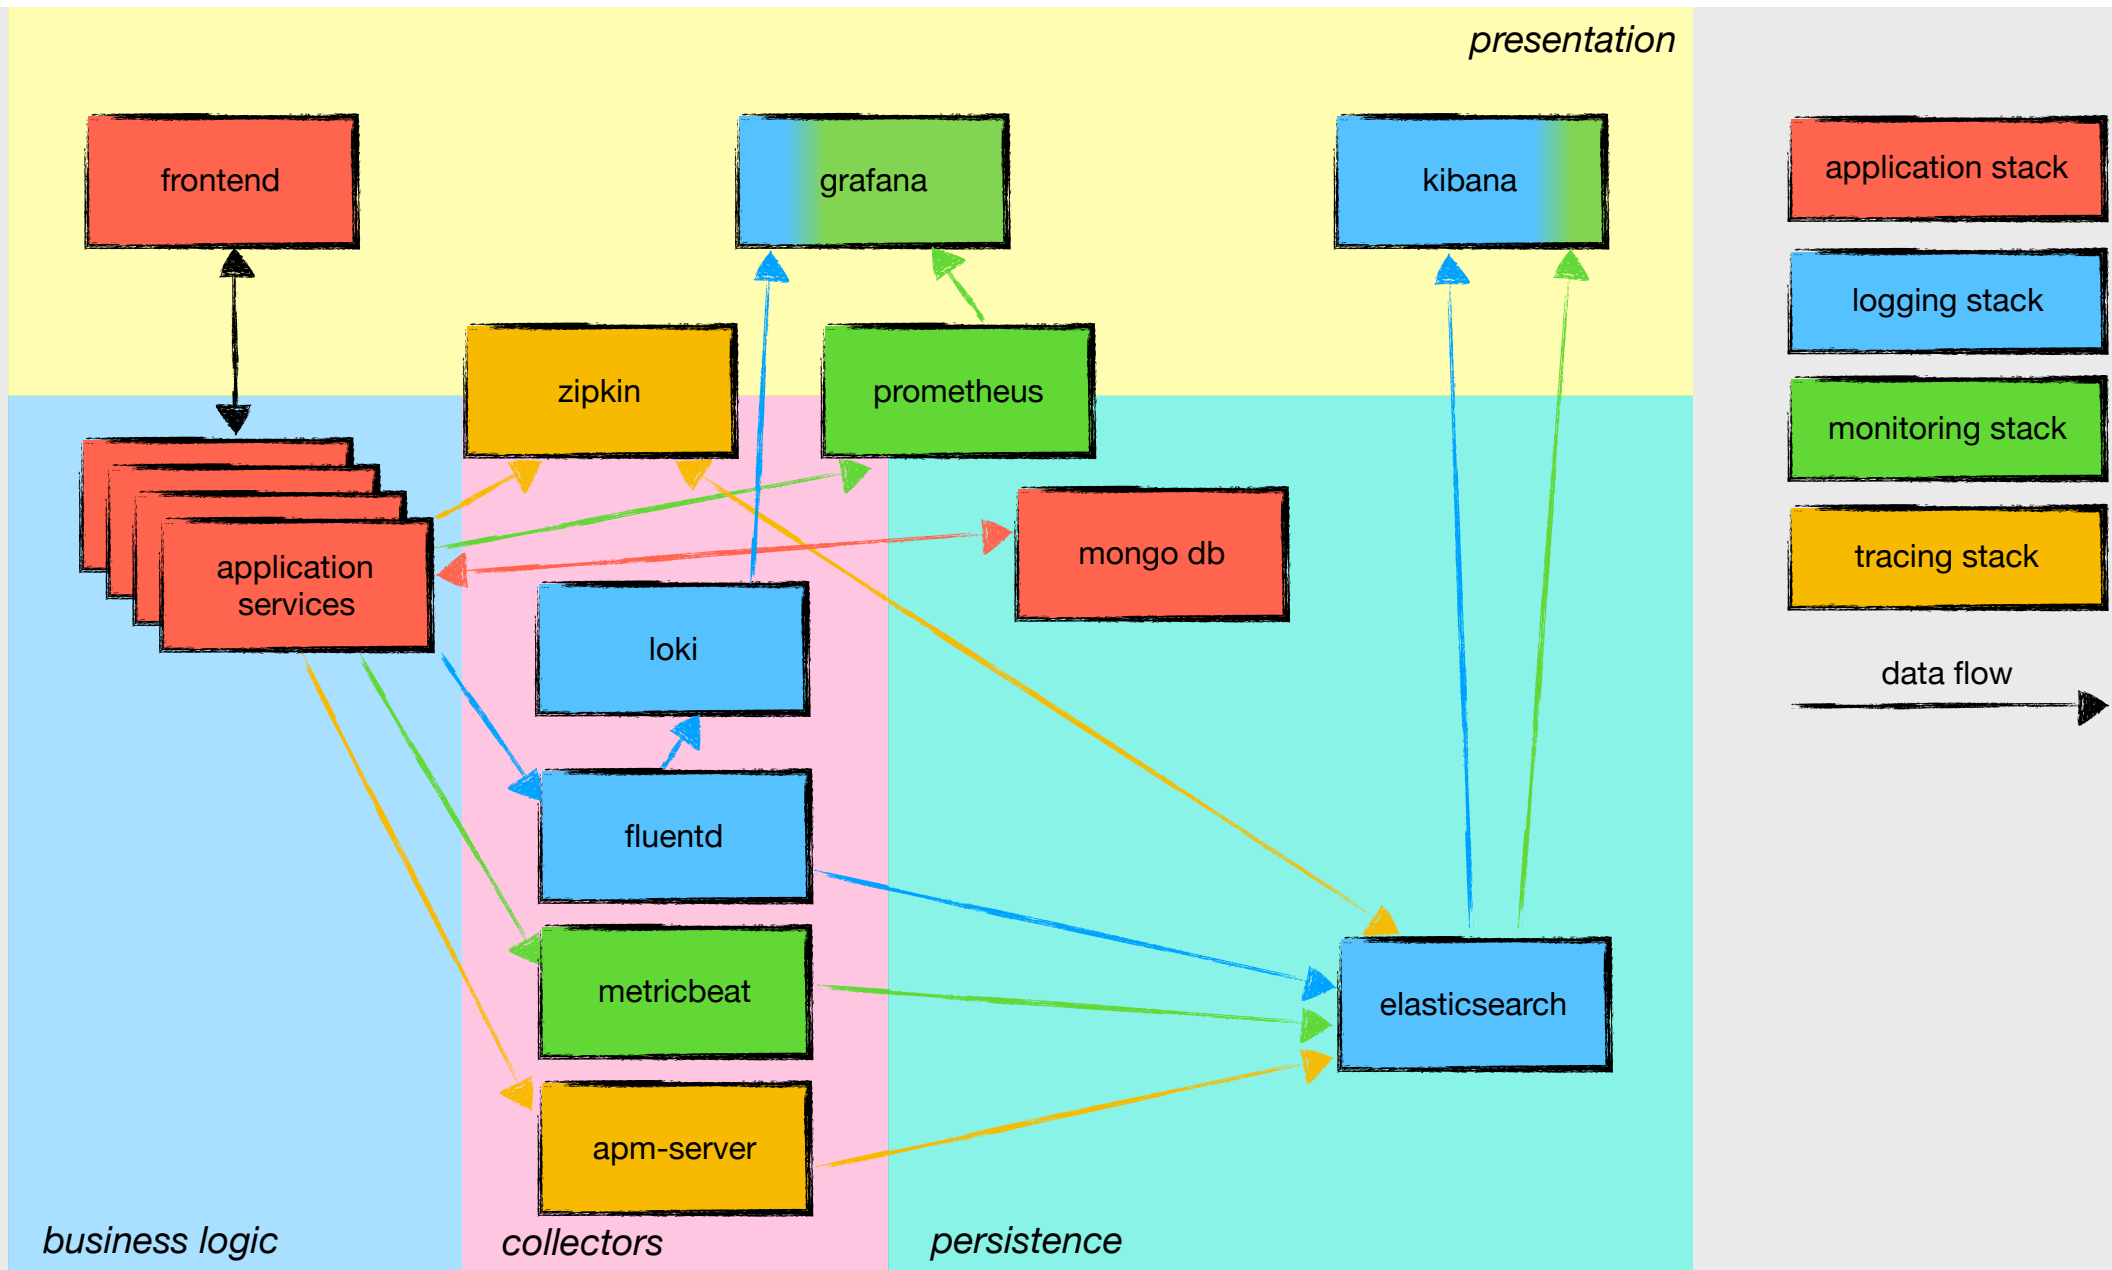 presentation
frontend
grafana
kibana
zipkin
prometheus
application
services
mongo db
loki
fluentd
metricbeat
elasticsearch
apm-server
business logic
collectors
persistence
application stack
logging stack
monitoring stack
tracing stack
data flow